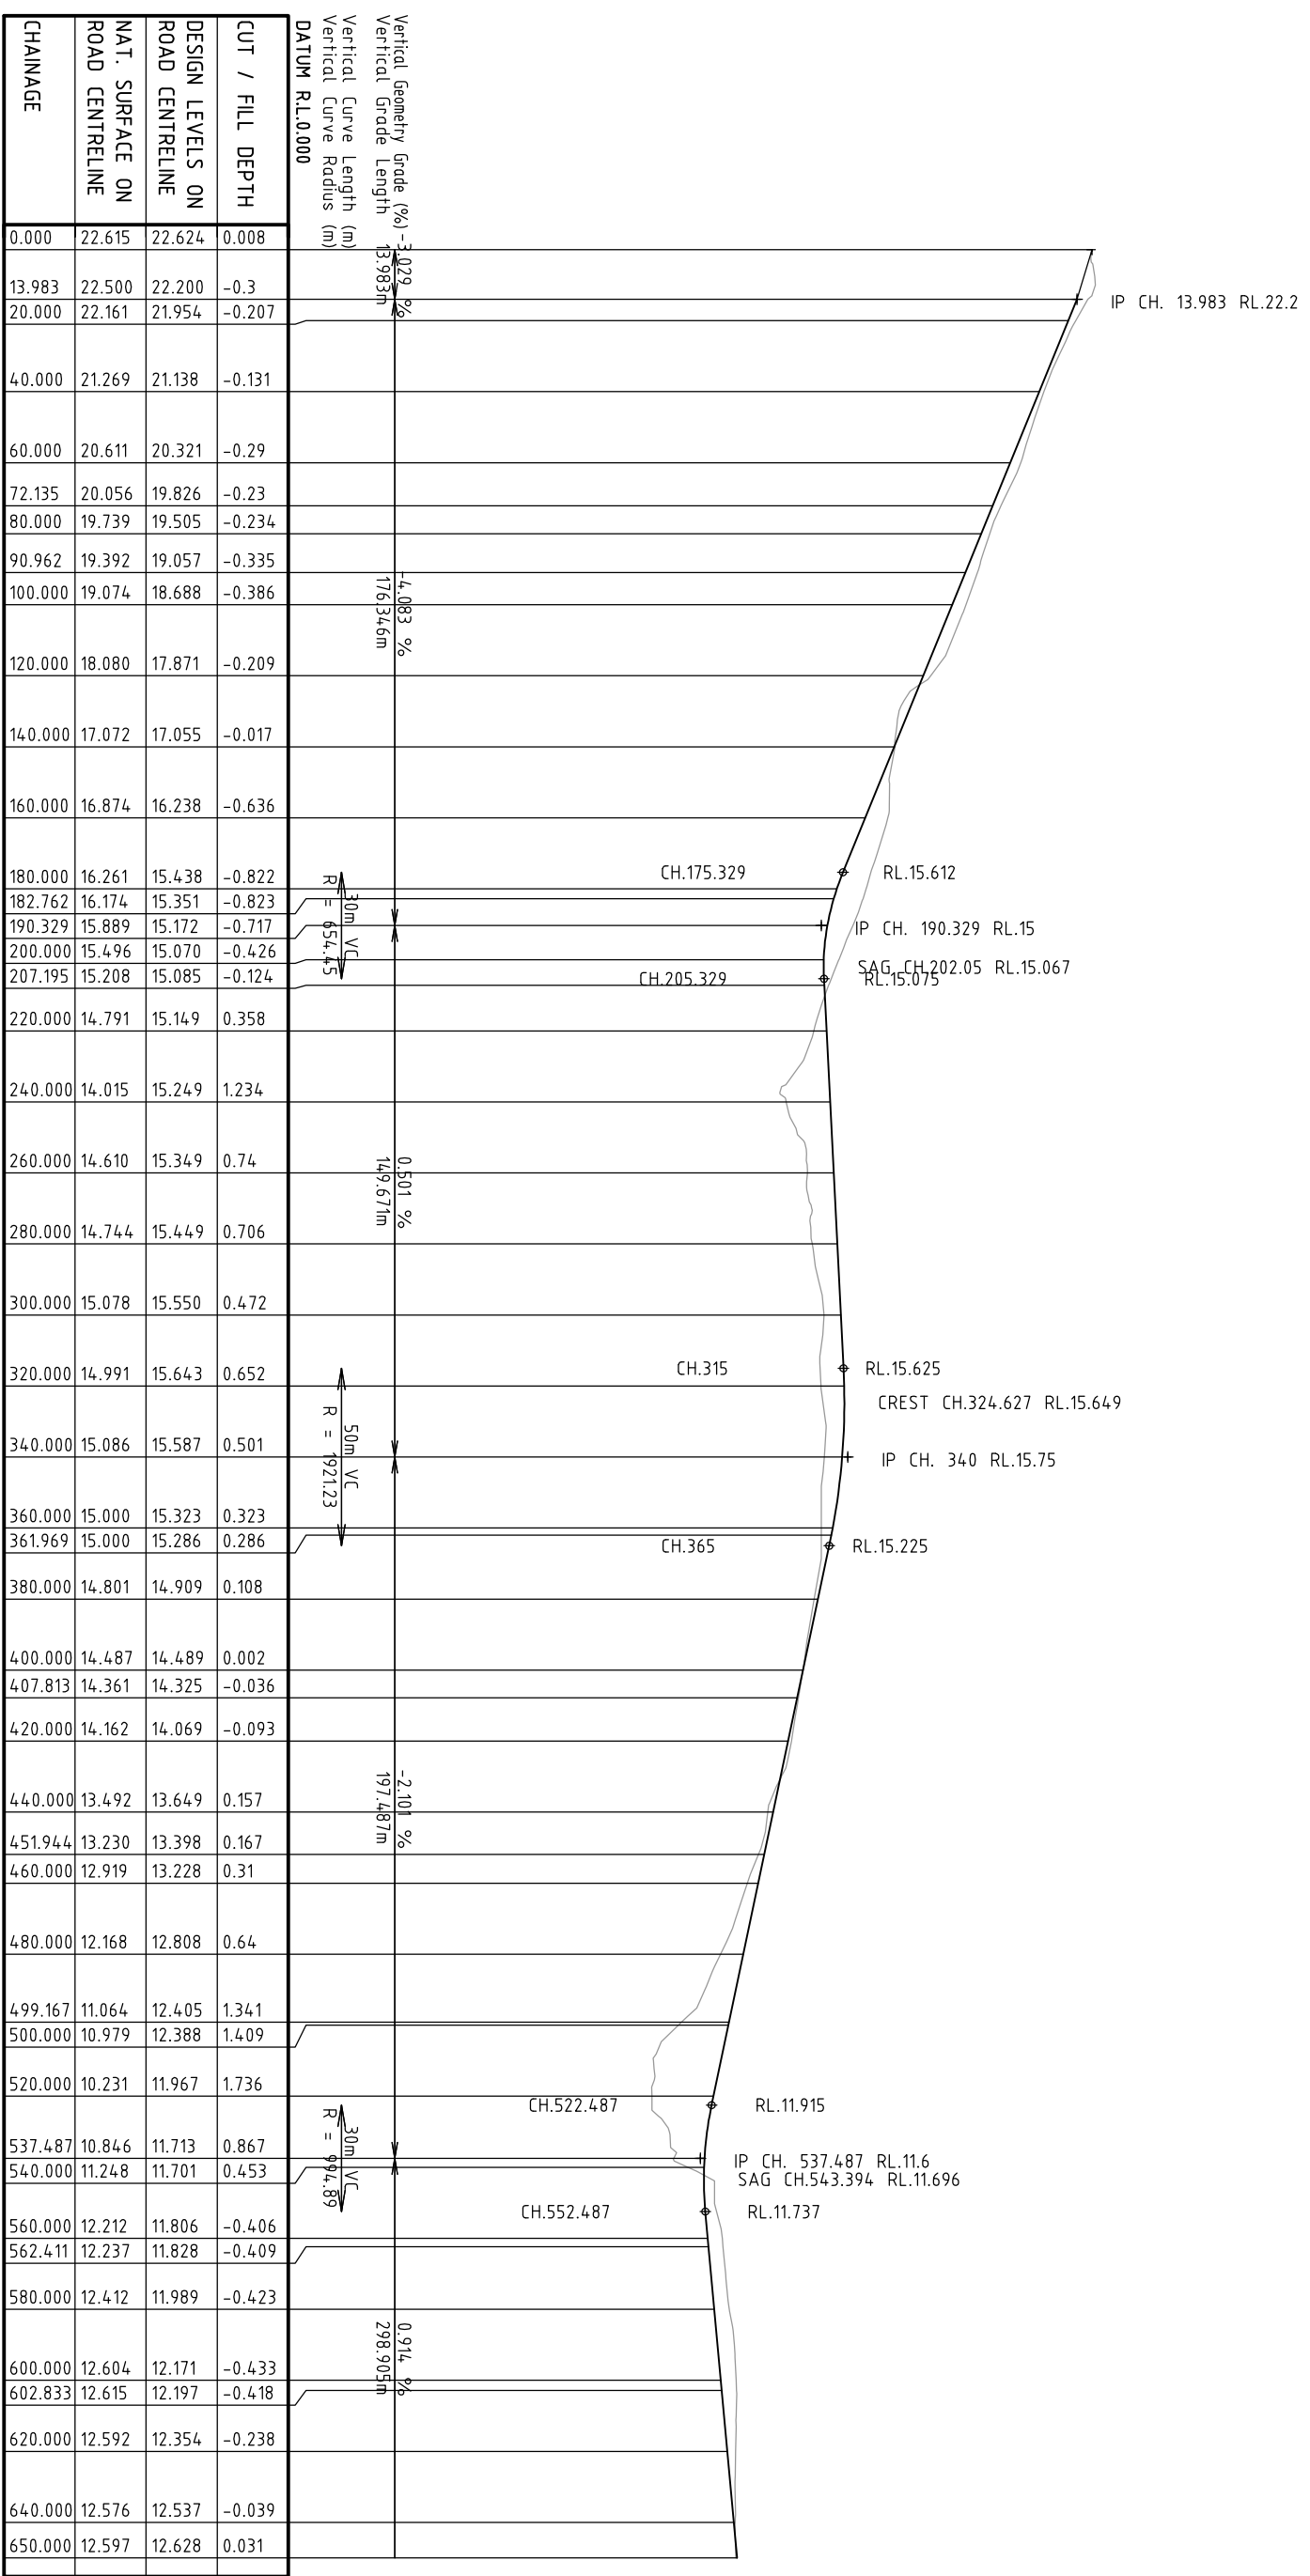 Vertical Geometry Grade (%) -3.029 % -4.083 % 0.501 % -2.101 % 0.914 %
Vertical Grade Length 13.983m 176.346m 149.671m 197.487m 298.905m
Vertical Curve Length (m) 30m VC 50m VC 30m VC
Vertical Curve Radius (m) R = 654.45 R = 1921.23 R = 994.89
DATUM R.L.0.000
CUT / FILL DEPTH
DESIGN LEVELS ON
ROAD CENTRELINE
NAT. SURFACE ON
ROAD CENTRELINE
CHAINAGE
0.000 22.615 22.624 0.008
13.983 22.500 22.200 -0.3
20.000 22.161 21.954 -0.207
40.000 21.269 21.138 -0.131
60.000 20.611 20.321 -0.29
72.135 20.056 19.826 -0.23
80.000 19.739 19.505 -0.234
90.962 19.392 19.057 -0.335
100.000 19.074 18.688 -0.386
120.000 18.080 17.871 -0.209
140.000 17.072 17.055 -0.017
160.000 16.874 16.238 -0.636
180.000 16.261 15.438 -0.822
182.762 16.174 15.351 -0.823
190.329 15.889 15.172 -0.717
200.000 15.496 15.070 -0.426
207.195 15.208 15.085 -0.124
220.000 14.791 15.149 0.358
240.000 14.015 15.249 1.234
260.000 14.610 15.349 0.74
280.000 14.744 15.449 0.706
300.000 15.078 15.550 0.472
320.000 14.991 15.643 0.652
340.000 15.086 15.587 0.501
360.000 15.000 15.323 0.323
361.969 15.000 15.286 0.286
380.000 14.801 14.909 0.108
400.000 14.487 14.489 0.002
407.813 14.361 14.325 -0.036
420.000 14.162 14.069 -0.093
440.000 13.492 13.649 0.157
451.944 13.230 13.398 0.167
460.000 12.919 13.228 0.31
480.000 12.168 12.808 0.64
499.167 11.064 12.405 1.341
500.000 10.979 12.388 1.409
520.000 10.231 11.967 1.736
537.487 10.846 11.713 0.867
540.000 11.248 11.701 0.453
560.000 12.212 11.806 -0.406
562.411 12.237 11.828 -0.409
580.000 12.412 11.989 -0.423
600.000 12.604 12.171 -0.433
602.833 12.615 12.197 -0.418
620.000 12.592 12.354 -0.238
640.000 12.576 12.537 -0.039
650.000 12.597 12.628 0.031
IP CH. 13.983 RL.22.2
CH.175.329 RL.15.612
IP CH. 190.329 RL.15
SAG CH.202.05 RL.15.067
CH.205.329 RL.15.075
CH.315 RL.15.625
CREST CH.324.627 RL.15.649
IP CH. 340 RL.15.75
CH.365 RL.15.225
CH.522.487 RL.11.915
IP CH. 537.487 RL.11.6
SAG CH.543.394 RL.11.696
CH.552.487 RL.11.737